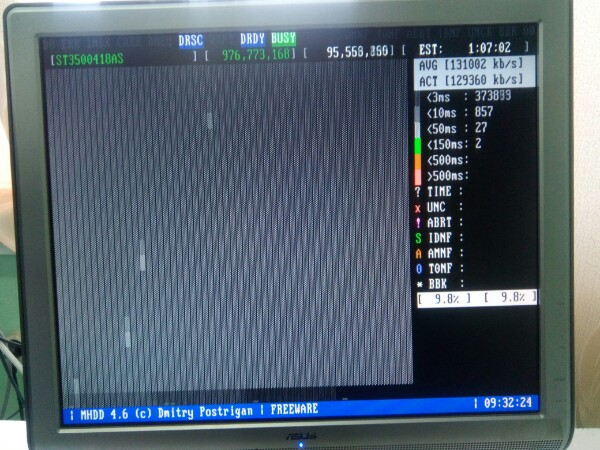 DRSC DRDY BUSY
[ST3500418AS ] [ 976,773,168] [ 95,558,860] [ EST: 1:07:02 ]
AVG [131002 kb/s]
ACT [129360 kb/s]
<3ms : 373899
<10ms : 857
<50ms : 27
<150ms: 2
<500ms:
>500ms:
? TIME :
x UNC :
! ABRT :
S IDNF :
A AMNF :
0 T0NF :
* BBK :
[ 9.8% ] [ 9.8% ]
¦ MHDD 4.6 (c) Dmitry Postrigan ¦ FREEWARE ¦ 09:32:24
ASUS